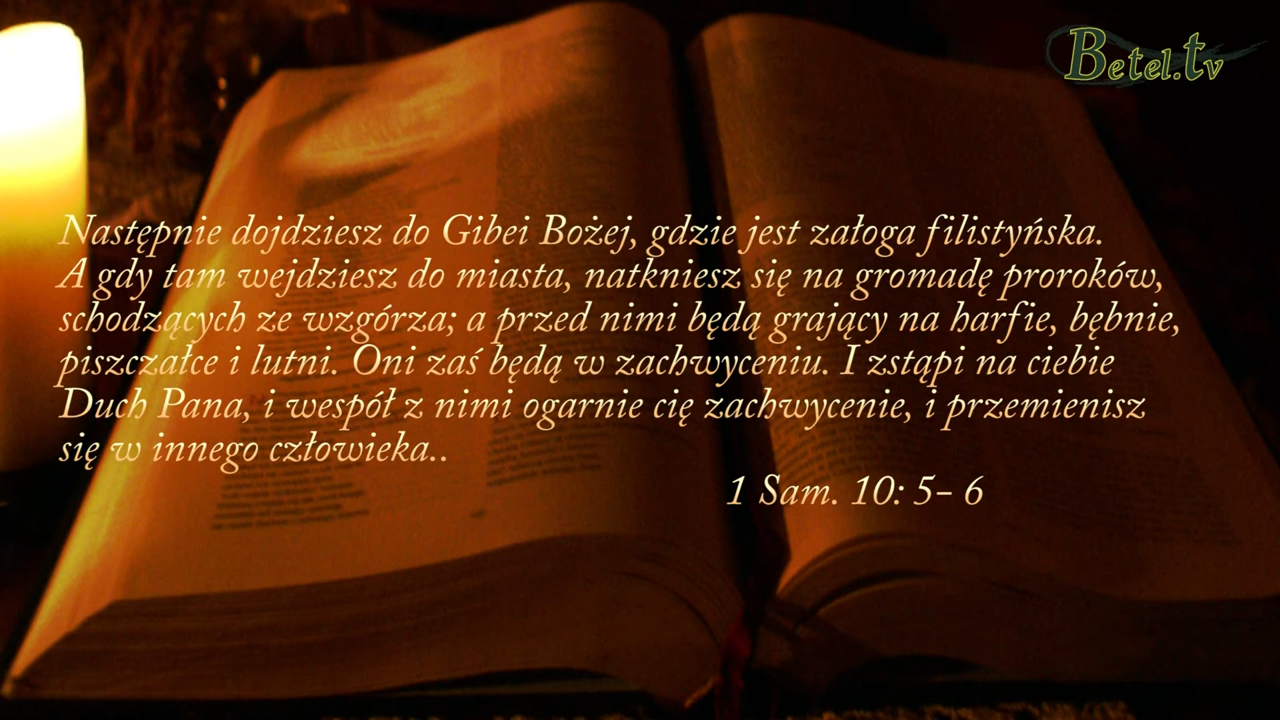 Betel.tv
Następnie dojdziesz do Gibei Bożej, gdzie jest załoga filistyńska.
A gdy tam wejdziesz do miasta, natkniesz się na gromadę proroków,
schodzących ze wzgórza; a przed nimi będą grający na harfie, bębnie,
piszczałce i lutni. Oni zaś będą w zachwyceniu. I zstąpi na ciebie
Duch Pana, i wespół z nimi ogarnie cię zachwycenie, i przemienisz
się w innego człowieka..
1 Sam. 10: 5- 6